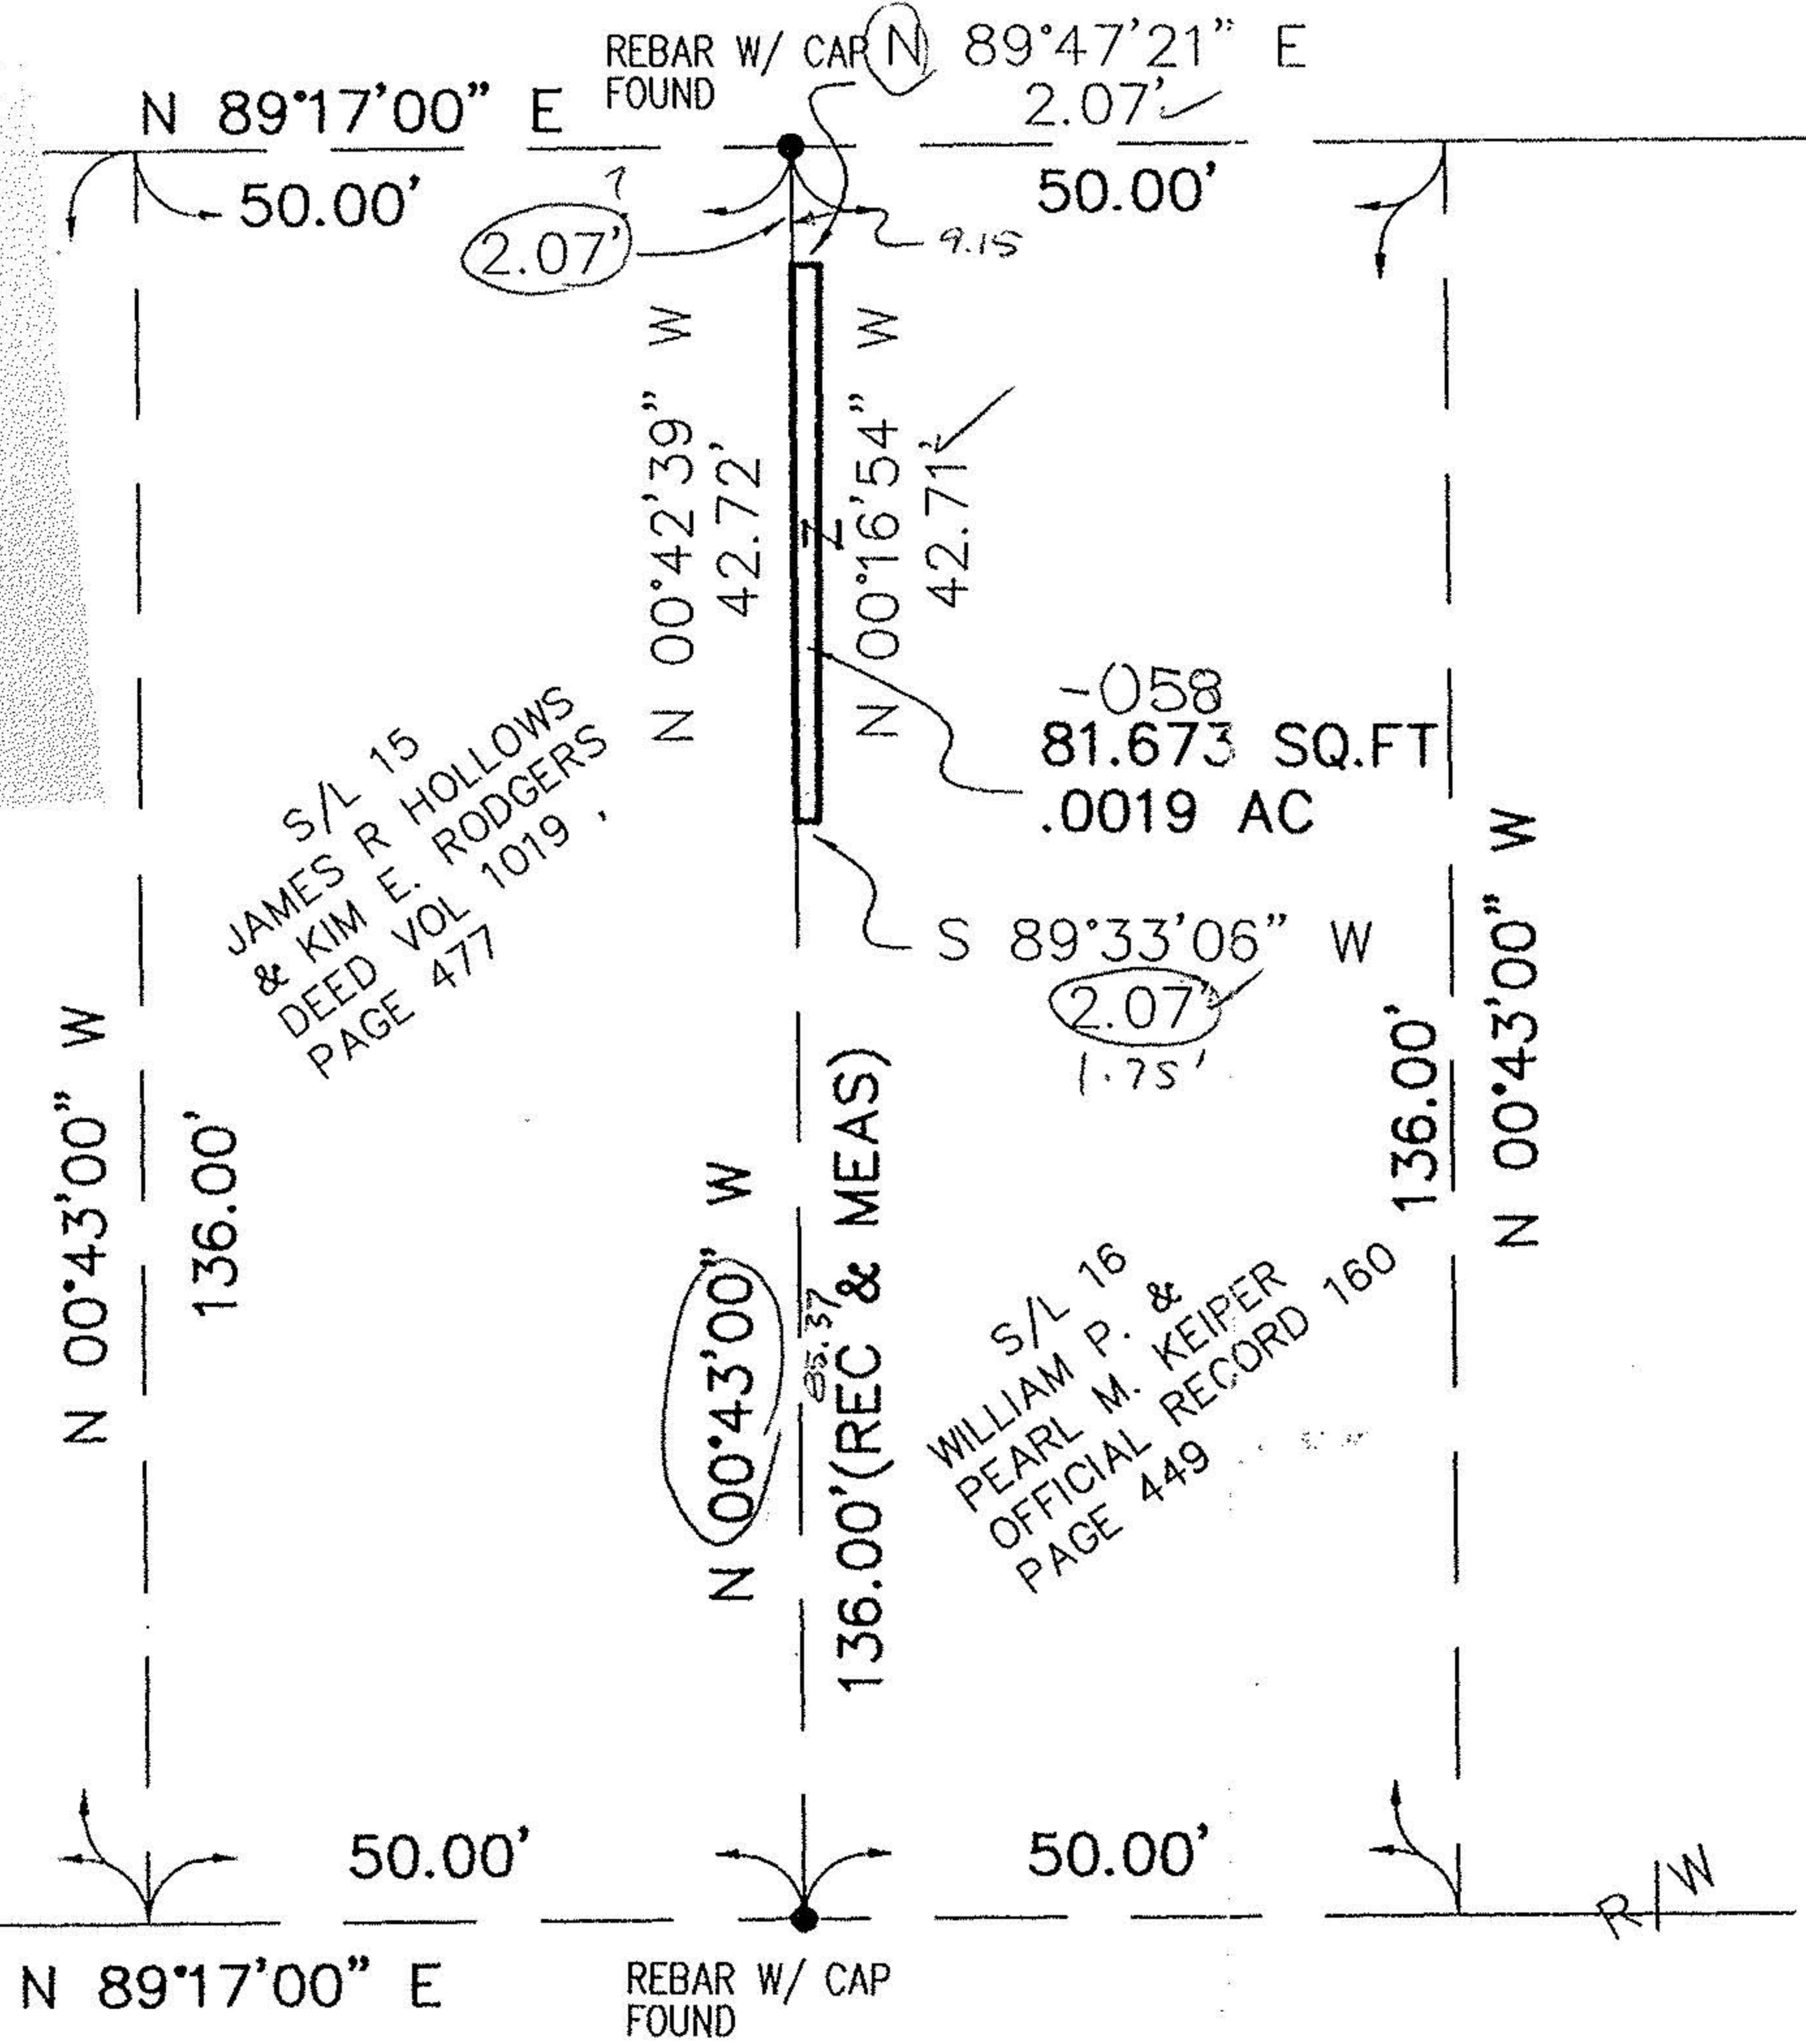 REBAR W/ CAP
FOUND
N 89°47'21" E
2.07'
N 89°17'00" E
50.00'
?
2.07'
9.15
50.00'
N 00°42'39" W
42.72'
N 00°16'54" W
42.71'
-058
81.673 SQ.FT
.0019 AC
S/L 15
JAMES R HOLLOWS
& KIM E. RODGERS
DEED VOL 1019 ,
PAGE 477
S 89°33'06" W
2.07'
1.75'
N 00°43'00" W
136.00'
N 00°43'00" W
85.37
136.00'(REC & MEAS)
136.00'
N 00°43'00" W
S/L 16
WILLIAM P. &
PEARL M. KEIPER
OFFICIAL RECORD 160
PAGE 449
50.00'
50.00'
R/W
N 89°17'00" E
REBAR W/ CAP
FOUND